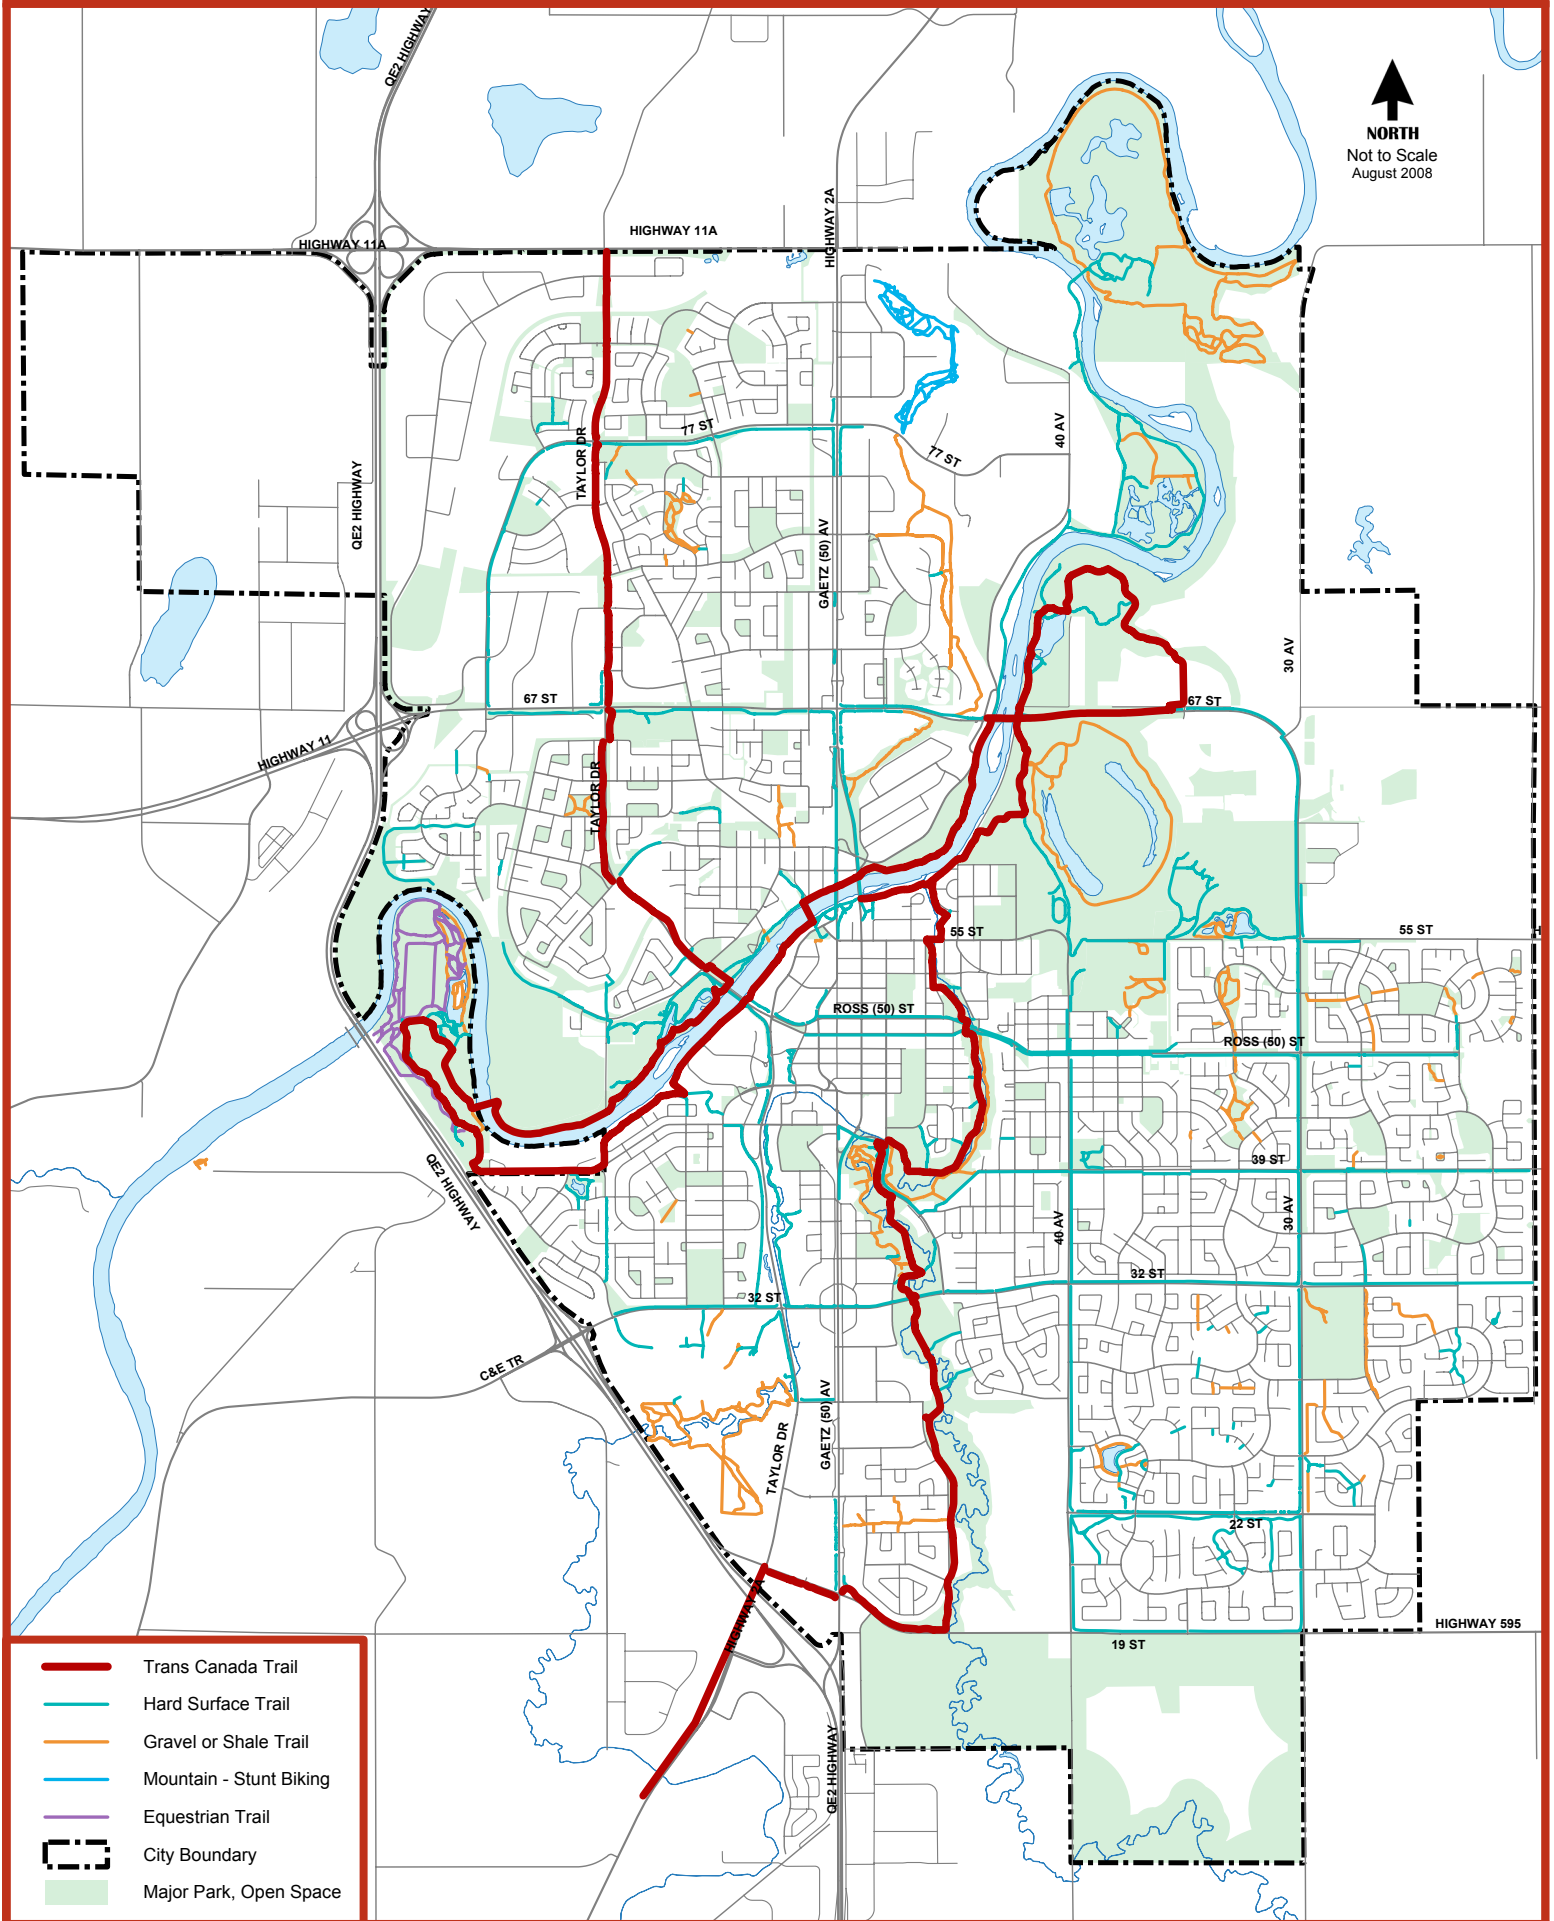 QE2 HIGHWAY
NORTH
Not to Scale
August 2008
HIGHWAY 2A
HIGHWAY 11A
HIGHWAY 11A
77 ST
77 ST
40 AV
TAYLOR DR
QE2 HIGHWAY
GAETZ (50) AV
30 AV
67 ST
67 ST
HIGHWAY 11
TAYLOR DR
55 ST
55 ST
ROSS (50) ST
ROSS (50) ST
39 ST
QE2 HIGHWAY
40 AV
30 AV
32 ST
32 ST
C&E TR
GAETZ (50) AV
TAYLOR DR
22 ST
HIGHWAY 2A
HIGHWAY 595
19 ST
QE2 HIGHWAY
Trans Canada Trail
Hard Surface Trail
Gravel or Shale Trail
Mountain - Stunt Biking
Equestrian Trail
City Boundary
Major Park, Open Space